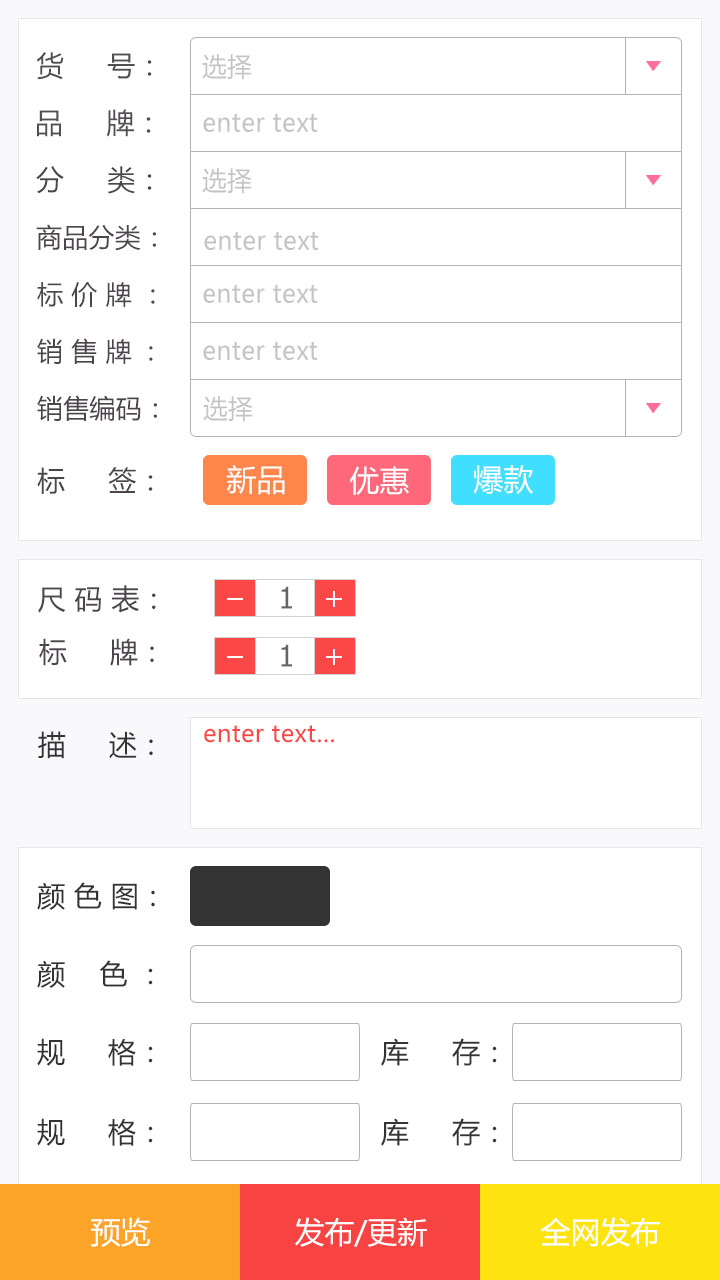 货 号： 选择
品 牌： enter text
分 类： 选择
商品分类： enter text
标 价 牌 ： enter text
销 售 牌 ： enter text
销售编码： 选择
标 签： 新品 优惠 爆款
尺 码 表： − 1 +
标 牌： − 1 +
描 述： enter text...
颜 色 图：
颜 色 ：
规 格： 库 存：
规 格： 库 存：
预览 发布/更新 全网发布